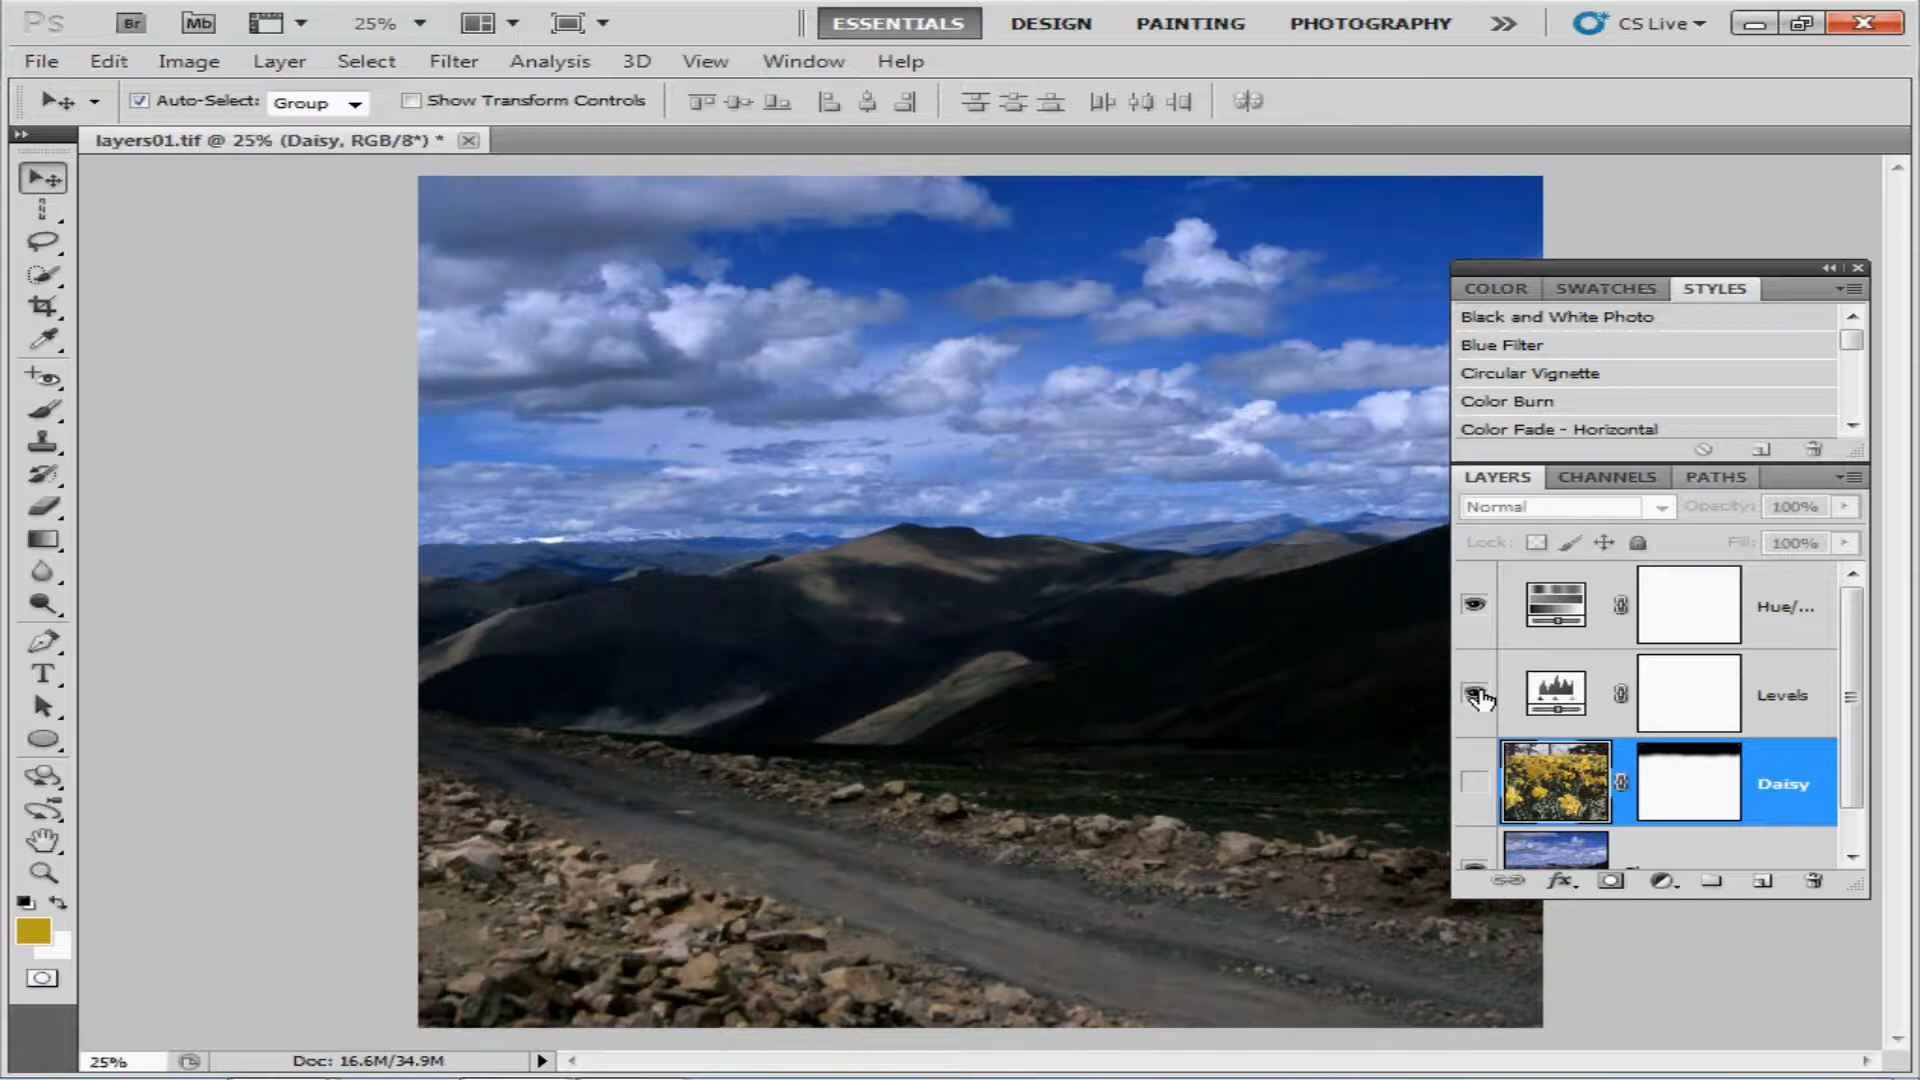 Ps Br Mb 25% ESSENTIALS DESIGN PAINTING PHOTOGRAPHY CS Live
File Edit Image Layer Select Filter Analysis 3D View Window Help
Auto-Select: Group Show Transform Controls
layers01.tif @ 25% (Daisy, RGB/8*) *
COLOR SWATCHES STYLES
Black and White Photo
Blue Filter
Circular Vignette
Color Burn
Color Fade - Horizontal
LAYERS CHANNELS PATHS
Normal Opacity: 100%
Lock: Fill: 100%
Hue/...
Levels
Daisy
fx
T
25% Doc: 16.6M/34.9M